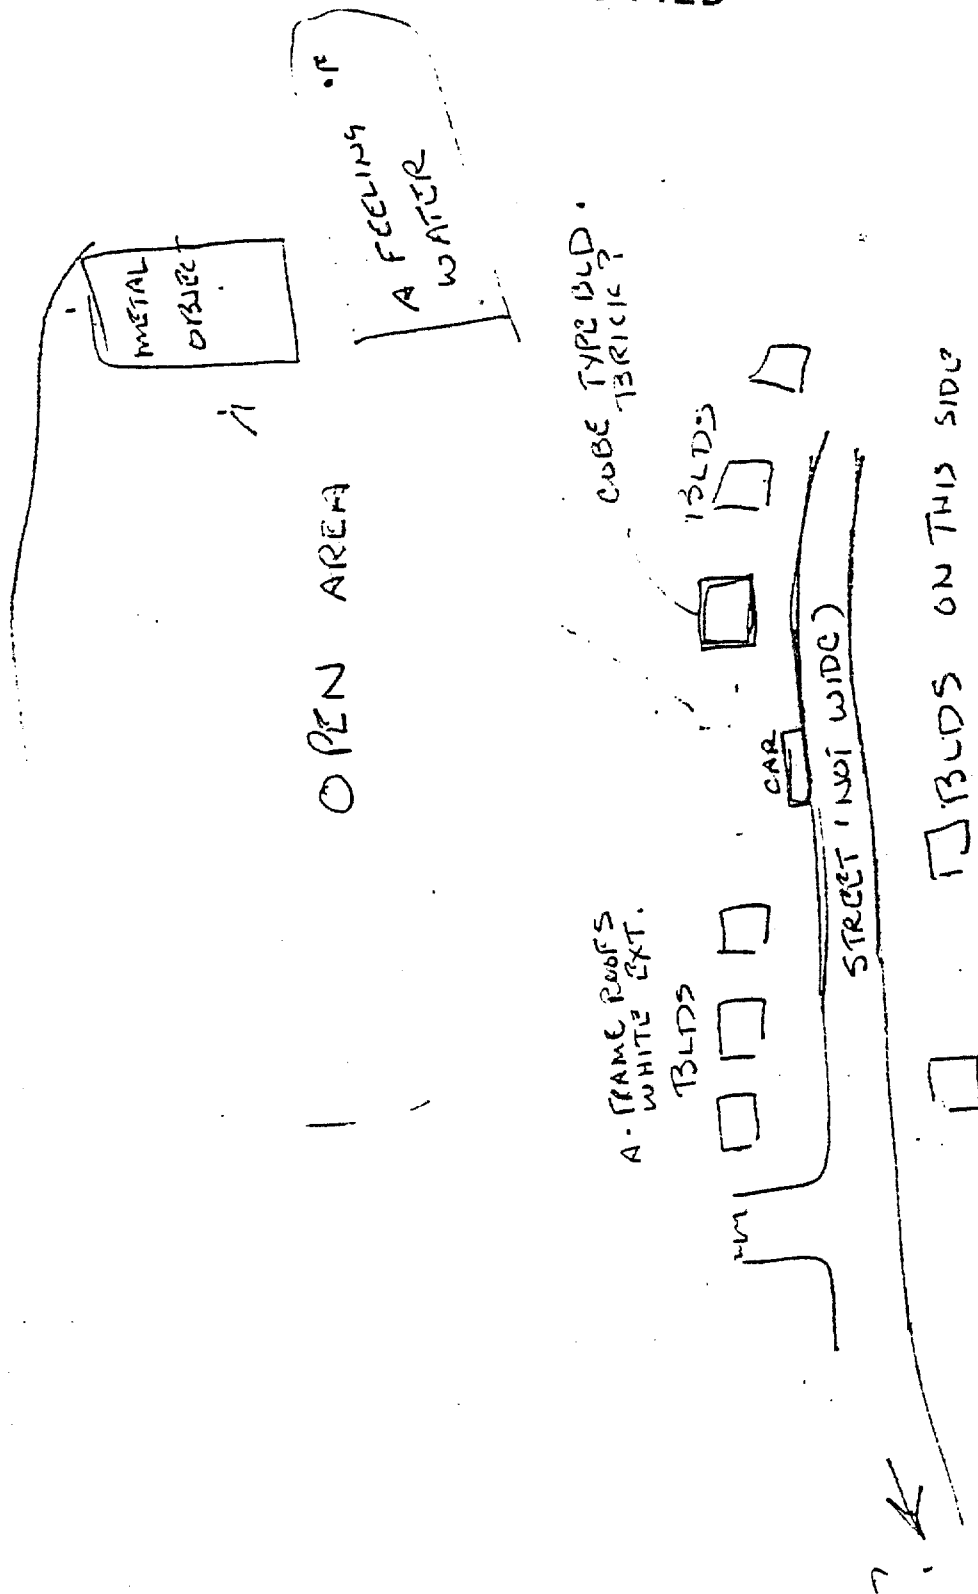 METAL
OBJECT
A FEELING OF
WATER
OPEN AREA
CUBE TYPE BLD.
BRICK?
BLDS
A-FRAME ROOFS
WHITE EXT.
BLDS
CAR
STREET (NOT WIDE)
BLDS ON THIS SIDE
?